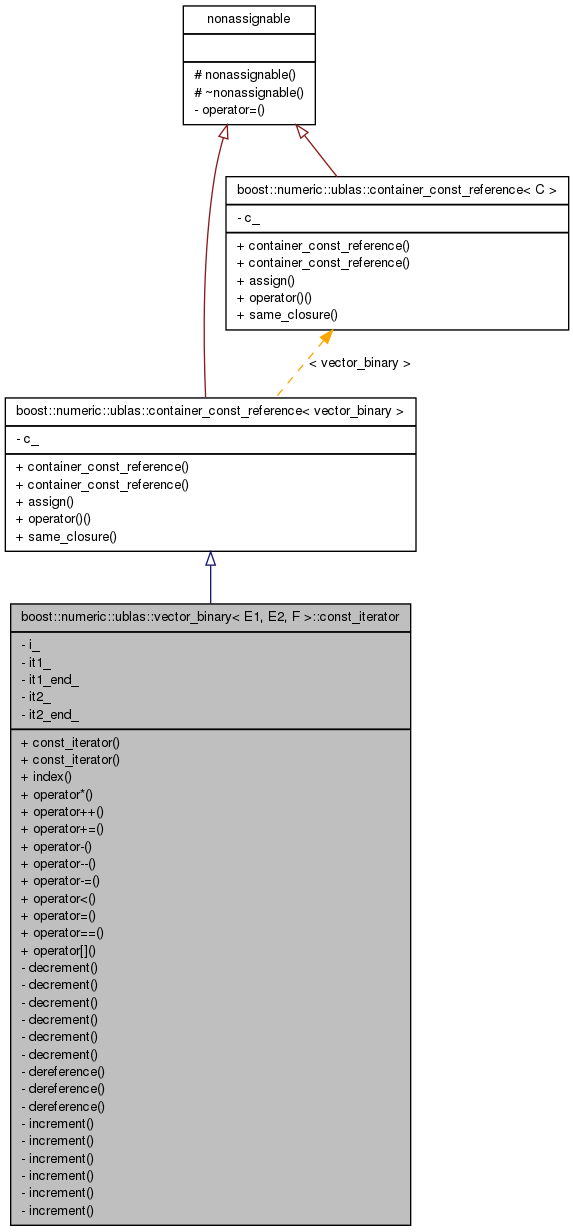 nonassignable
# nonassignable()
# ~nonassignable()
- operator=()
boost::numeric::ublas::container_const_reference< C >
- c_
+ container_const_reference()
+ container_const_reference()
+ assign()
+ operator()()
+ same_closure()
< vector_binary >
boost::numeric::ublas::container_const_reference< vector_binary >
- c_
+ container_const_reference()
+ container_const_reference()
+ assign()
+ operator()()
+ same_closure()
boost::numeric::ublas::vector_binary< E1, E2, F >::const_iterator
- i_
- it1_
- it1_end_
- it2_
- it2_end_
+ const_iterator()
+ const_iterator()
+ index()
+ operator*()
+ operator++()
+ operator+=()
+ operator-()
+ operator--()
+ operator-=()
+ operator<()
+ operator=()
+ operator==()
+ operator[]()
- decrement()
- decrement()
- decrement()
- decrement()
- decrement()
- decrement()
- dereference()
- dereference()
- dereference()
- increment()
- increment()
- increment()
- increment()
- increment()
- increment()